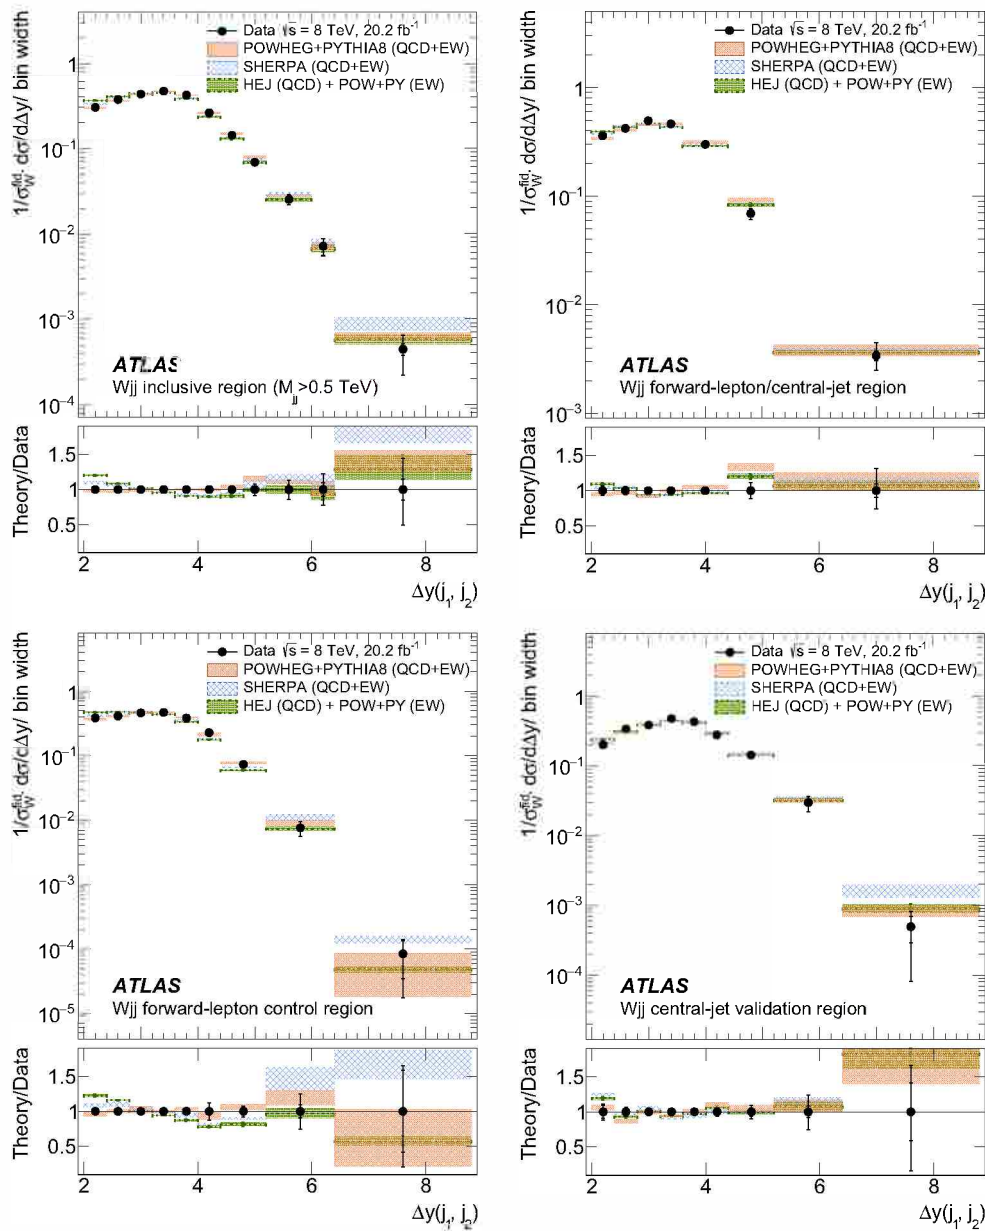 Data √s = 8 TeV, 20.2 fb⁻¹
POWHEG+PYTHIA8 (QCD+EW)
SHERPA (QCD+EW)
HEJ (QCD) + POW+PY (EW)
1/σ_W^fid. dσ/dΔy/ bin width
1
10⁻¹
10⁻²
10⁻³
10⁻⁴
ATLAS
Wjj inclusive region (M_jj >0.5 TeV)
Theory/Data
1.5
1
0.5
2 4 6 8
Δy(j₁, j₂)
Data √s = 8 TeV, 20.2 fb⁻¹
POWHEG+PYTHIA8 (QCD+EW)
SHERPA (QCD+EW)
HEJ (QCD) + POW+PY (EW)
1/σ_W^fid. dσ/dΔy/ bin width
1
10⁻¹
10⁻²
10⁻³
ATLAS
Wjj forward-lepton/central-jet region
Theory/Data
1.5
1
0.5
2 4 6 8
Δy(j₁, j₂)
Data √s = 8 TeV, 20.2 fb⁻¹
POWHEG+PYTHIA8 (QCD+EW)
SHERPA (QCD+EW)
HEJ (QCD) + POW+PY (EW)
1/σ_W^fid. dσ/dΔy/ bin width
1
10⁻¹
10⁻²
10⁻³
10⁻⁴
10⁻⁵
ATLAS
Wjj forward-lepton control region
Theory/Data
1.5
1
0.5
2 4 6 8
Δy(j₁, j₂)
Data √s = 8 TeV, 20.2 fb⁻¹
POWHEG+PYTHIA8 (QCD+EW)
SHERPA (QCD+EW)
HEJ (QCD) + POW+PY (EW)
1/σ_W^fid. dσ/dΔy/ bin width
1
10⁻¹
10⁻²
10⁻³
10⁻⁴
ATLAS
Wjj central-jet validation region
Theory/Data
1.5
1
0.5
2 4 6 8
Δy(j₁, j₂)